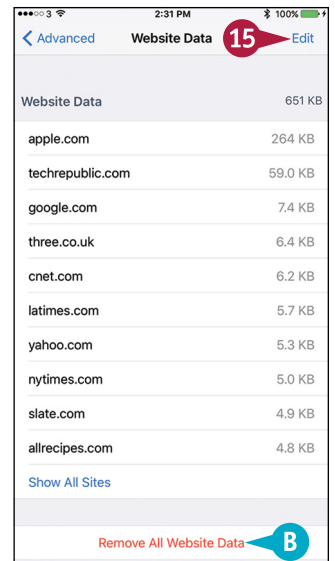 3 2:31 PM 100%
Advanced Website Data 15 Edit
Website Data 651 KB
apple.com 264 KB
techrepublic.com 59.0 KB
google.com 7.4 KB
three.co.uk 6.4 KB
cnet.com 6.2 KB
latimes.com 5.7 KB
yahoo.com 5.3 KB
nytimes.com 5.0 KB
slate.com 4.9 KB
allrecipes.com 4.8 KB
Show All Sites
Remove All Website Data B